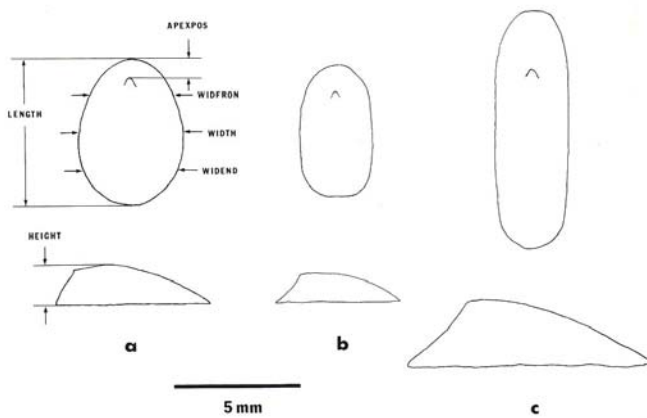 APEXPOS
WIDFRON
LENGTH
WIDTH
WIDEND
HEIGHT
a
b
c
5 mm